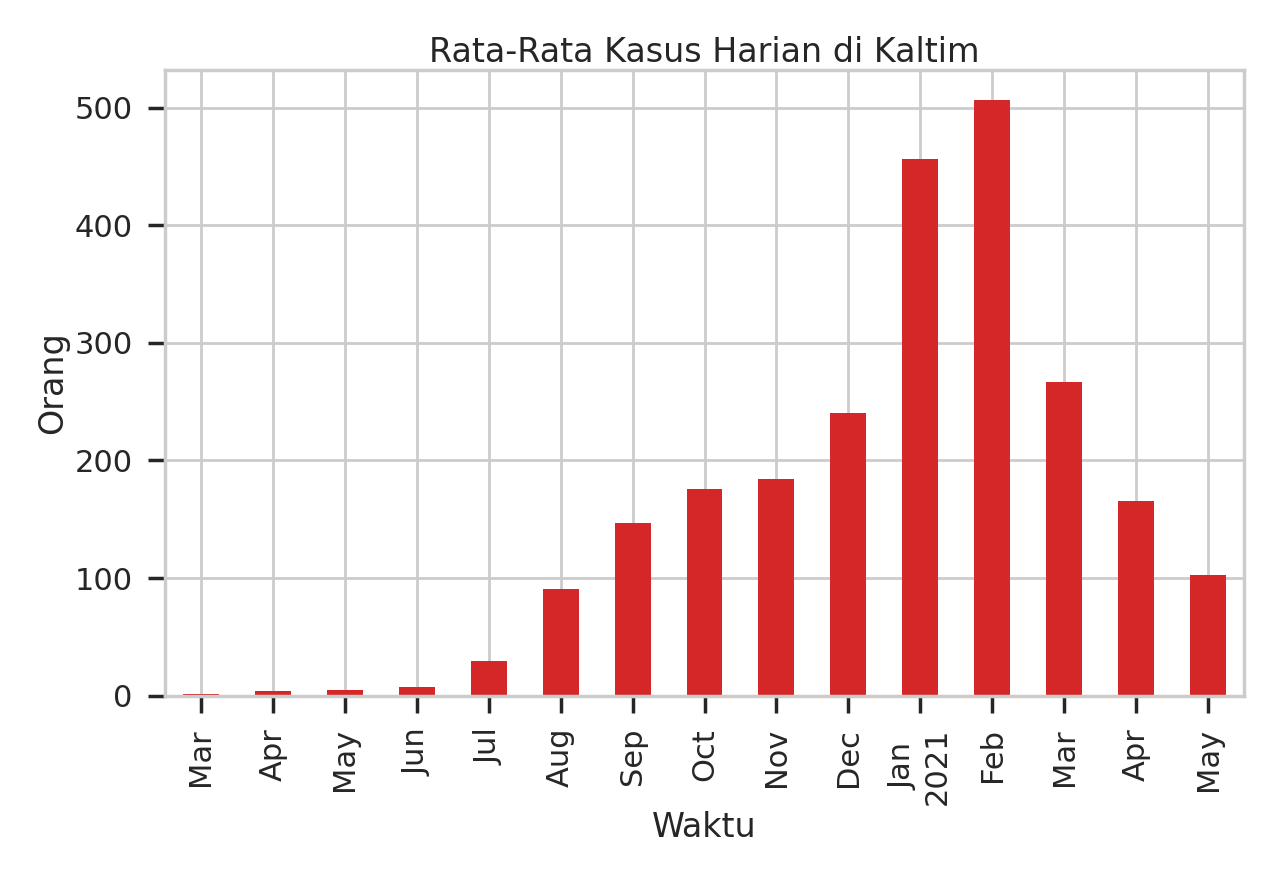 Rata-Rata Kasus Harian di Kaltim
500
400
300
200
100
0
Orang
Mar
Apr
May
Jun
Jul
Aug
Sep
Oct
Nov
Dec
Jan
2021
Feb
Mar
Apr
May
Waktu